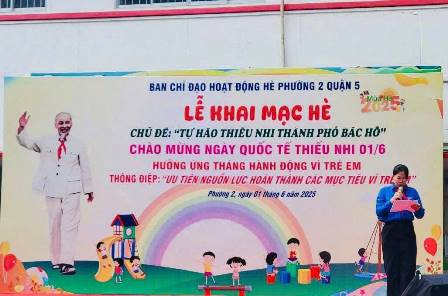 BAN CHỈ ĐẠO HOẠT ĐỘNG HÈ PHƯỜNG 2 QUẬN 5
2025
LỄ KHAI MẠC HÈ
CHỦ ĐỀ: "TỰ HÀO THIẾU NHI THÀNH PHỐ BÁC HỒ"
CHÀO MỪNG NGÀY QUỐC TẾ THIẾU NHI 01/6
HƯỞNG ỨNG THÁNG HÀNH ĐỘNG VÌ TRẺ EM
THÔNG ĐIỆP: "ƯU TIÊN NGUỒN LỰC HOÀN THÀNH CÁC MỤC TIÊU VÌ TRẺ
Phường 2, ngày 01 tháng 6 năm 2025